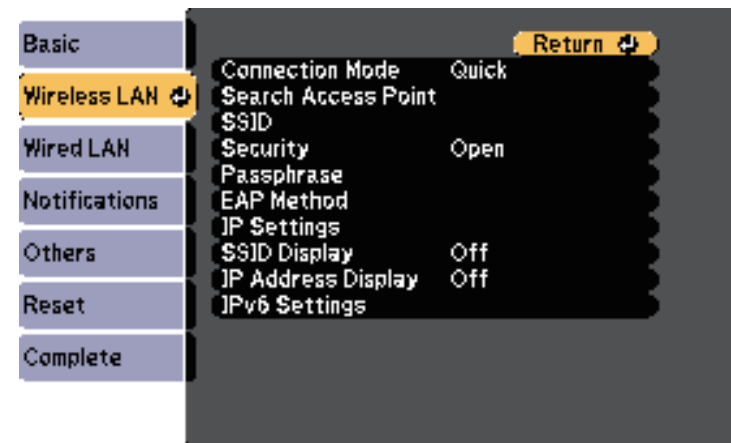 Basic
Wireless LAN
Wired LAN
Notifications
Others
Reset
Complete
Return
Connection Mode Quick
Search Access Point
SSID
Security Open
Passphrase
EAP Method
IP Settings
SSID Display Off
IP Address Display Off
IPv6 Settings